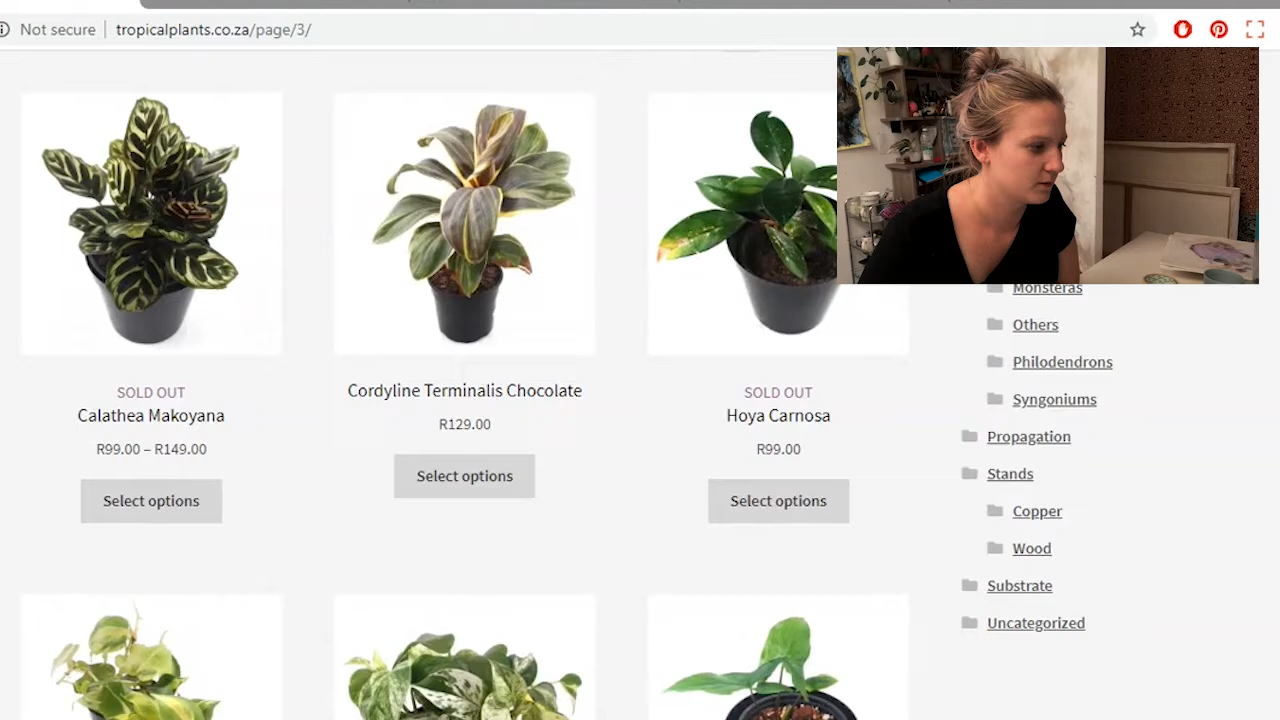 Not secure tropicalplants.co.za/page/3/
SOLD OUT
Calathea Makoyana
R99.00 – R149.00
Select options
Cordyline Terminalis Chocolate
R129.00
Select options
SOLD OUT
Hoya Carnosa
R99.00
Select options
Monsteras
Others
Philodendrons
Syngoniums
Propagation
Stands
Copper
Wood
Substrate
Uncategorized